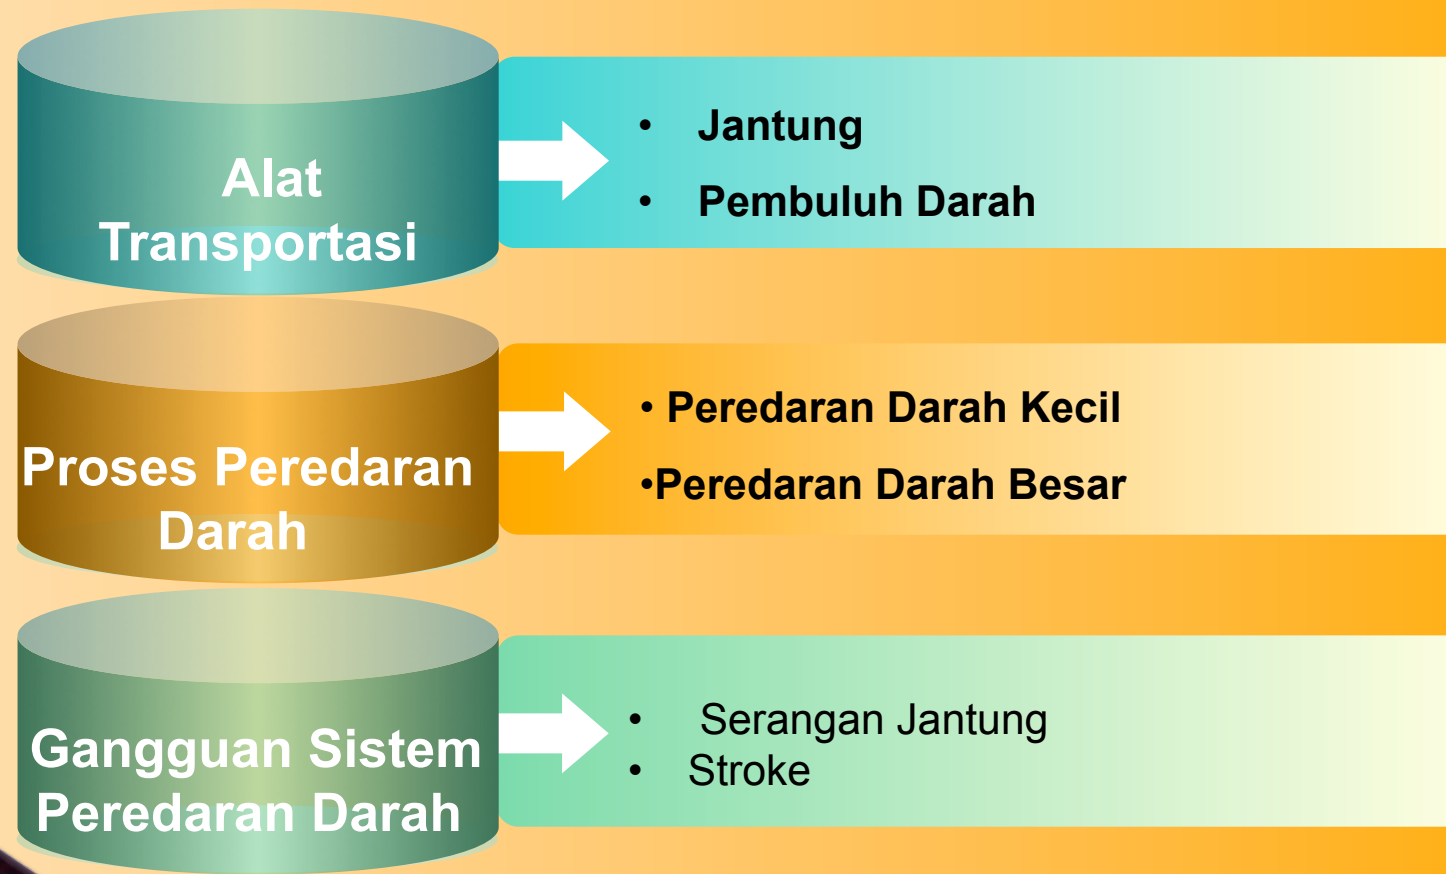 Alat
Transportasi
• Jantung
• Pembuluh Darah
Proses Peredaran
Darah
• Peredaran Darah Kecil
•Peredaran Darah Besar
Gangguan Sistem
Peredaran Darah
• Serangan Jantung
• Stroke